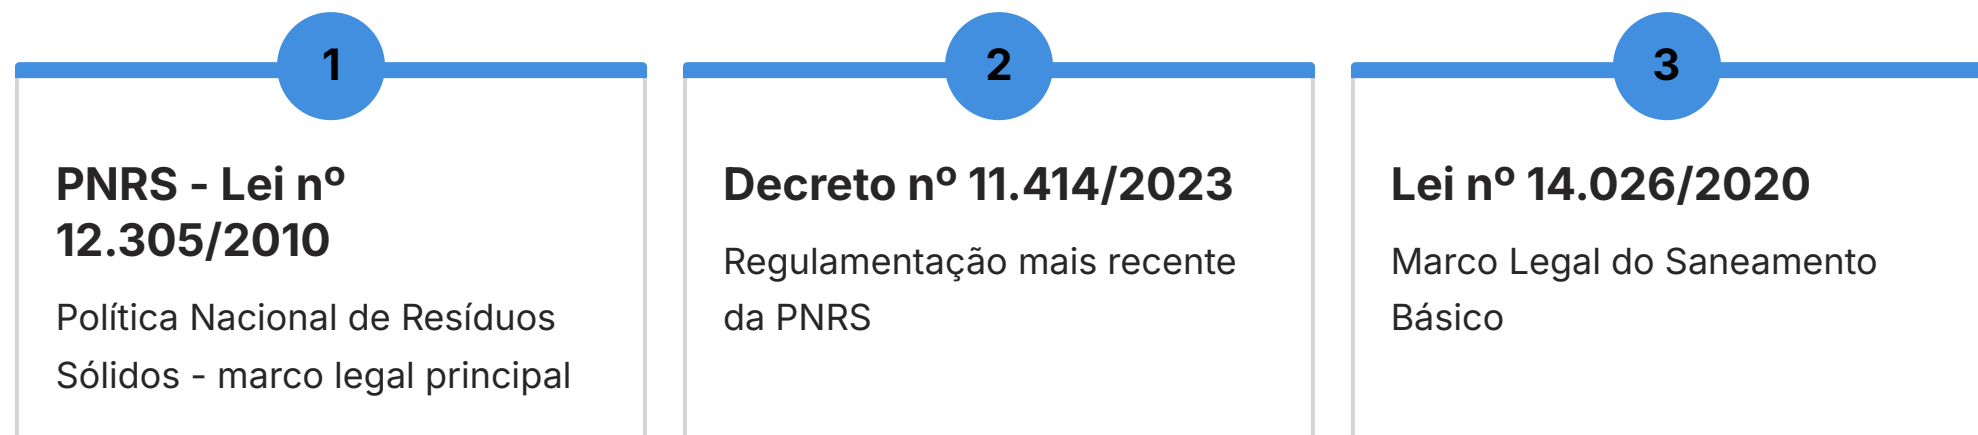 1
PNRS - Lei nº
12.305/2010
Política Nacional de Resíduos
Sólidos - marco legal principal
2
Decreto nº 11.414/2023
Regulamentação mais recente
da PNRS
3
Lei nº 14.026/2020
Marco Legal do Saneamento
Básico